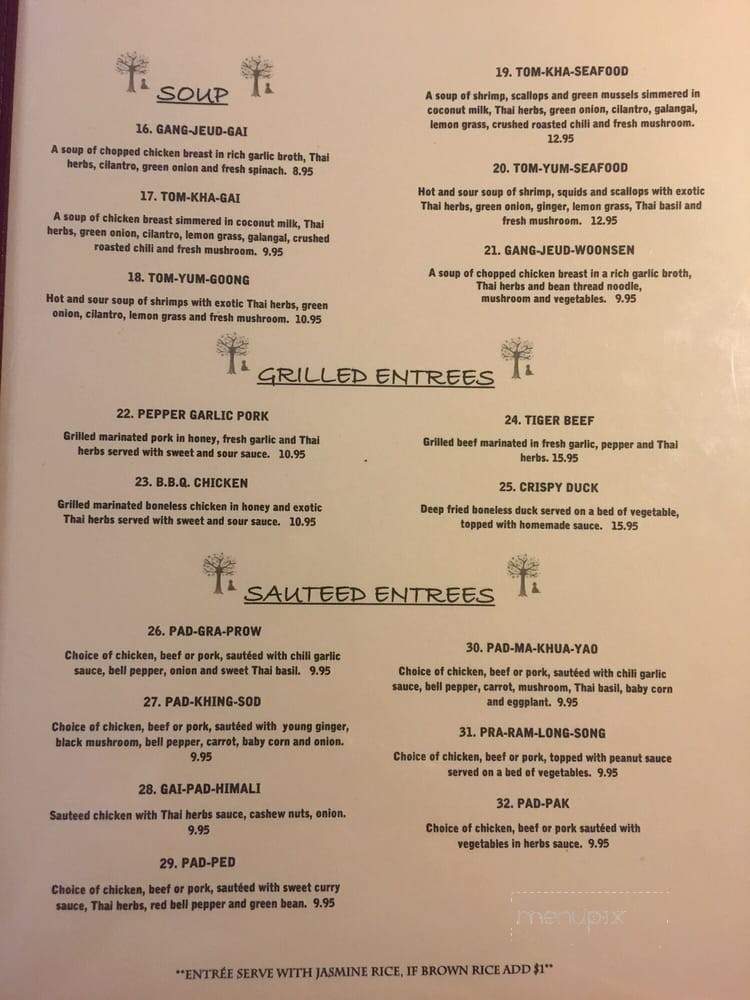 SOUP
16. GANG-JEUD-GAI
A soup of chopped chicken breast in rich garlic broth, Thai
herbs, cilantro, green onion and fresh spinach. 8.95
17. TOM-KHA-GAI
A soup of chicken breast simmered in coconut milk, Thai
herbs, green onion, cilantro, lemon grass, galangal, crushed
roasted chili and fresh mushroom. 9.95
18. TOM-YUM-GOONG
Hot and sour soup of shrimps with exotic Thai herbs, green
onion, cilantro, lemon grass and fresh mushroom. 10.95
19. TOM-KHA-SEAFOOD
A soup of shrimp, scallops and green mussels simmered in
coconut milk, Thai herbs, green onion, cilantro, galangal,
lemon grass, crushed roasted chili and fresh mushroom.
12.95
20. TOM-YUM-SEAFOOD
Hot and sour soup of shrimp, squids and scallops with exotic
Thai herbs, green onion, ginger, lemon grass, Thai basil and
fresh mushroom. 12.95
21. GANG-JEUD-WOONSEN
A soup of chopped chicken breast in a rich garlic broth,
Thai herbs and bean thread noodle,
mushroom and vegetables. 9.95
GRILLED ENTREES
22. PEPPER GARLIC PORK
Grilled marinated pork in honey, fresh garlic and Thai
herbs served with sweet and sour sauce. 10.95
23. B.B.Q. CHICKEN
Grilled marinated boneless chicken in honey and exotic
Thai herbs served with sweet and sour sauce. 10.95
24. TIGER BEEF
Grilled beef marinated in fresh garlic, pepper and Thai
herbs. 15.95
25. CRISPY DUCK
Deep fried boneless duck served on a bed of vegetable,
topped with homemade sauce. 15.95
SAUTEED ENTREES
26. PAD-GRA-PROW
Choice of chicken, beef or pork, sautéed with chili garlic
sauce, bell pepper, onion and sweet Thai basil. 9.95
27. PAD-KHING-SOD
Choice of chicken, beef or pork, sautéed with young ginger,
black mushroom, bell pepper, carrot, baby corn and onion.
9.95
28. GAI-PAD-HIMALI
Sauteed chicken with Thai herbs sauce, cashew nuts, onion.
9.95
29. PAD-PED
Choice of chicken, beef or pork, sautéed with sweet curry
sauce, Thai herbs, red bell pepper and green bean. 9.95
30. PAD-MA-KHUA-YAO
Choice of chicken, beef or pork, sautéed with chili garlic
sauce, bell pepper, carrot, mushroom, Thai basil, baby corn
and eggplant. 9.95
31. PRA-RAM-LONG-SONG
Choice of chicken, beef or pork, topped with peanut sauce
served on a bed of vegetables. 9.95
32. PAD-PAK
Choice of chicken, beef or pork sautéed with
vegetables in herbs sauce. 9.95
menupix
**ENTRÉE SERVE WITH JASMINE RICE, IF BROWN RICE ADD $1**